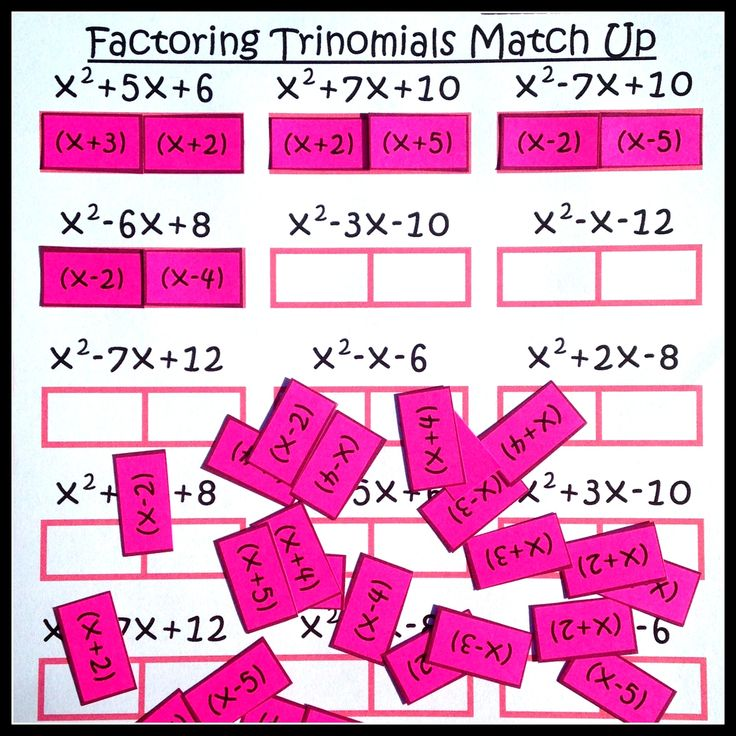 Factoring Trinomials Match Up
x²+5x+6 x²+7x+10 x²-7x+10
(x+3) (x+2) (x+2) (x+5) (x-2) (x-5)
x²-6x+8 x²-3x-10 x²-x-12
(x-2) (x-4)
x²-7x+12 x²-x-6 x²+2x-8
(x-2) (x-4) (x+4) (x+4)
x²+ +8 x²+3x-10
(x-2) (x-3)
(x+5) (x+4) (x+3) (x+2)
7x+12 x² -6
(x+2) (x-4) (x-3) (x+2)
(x-5) (x-5)